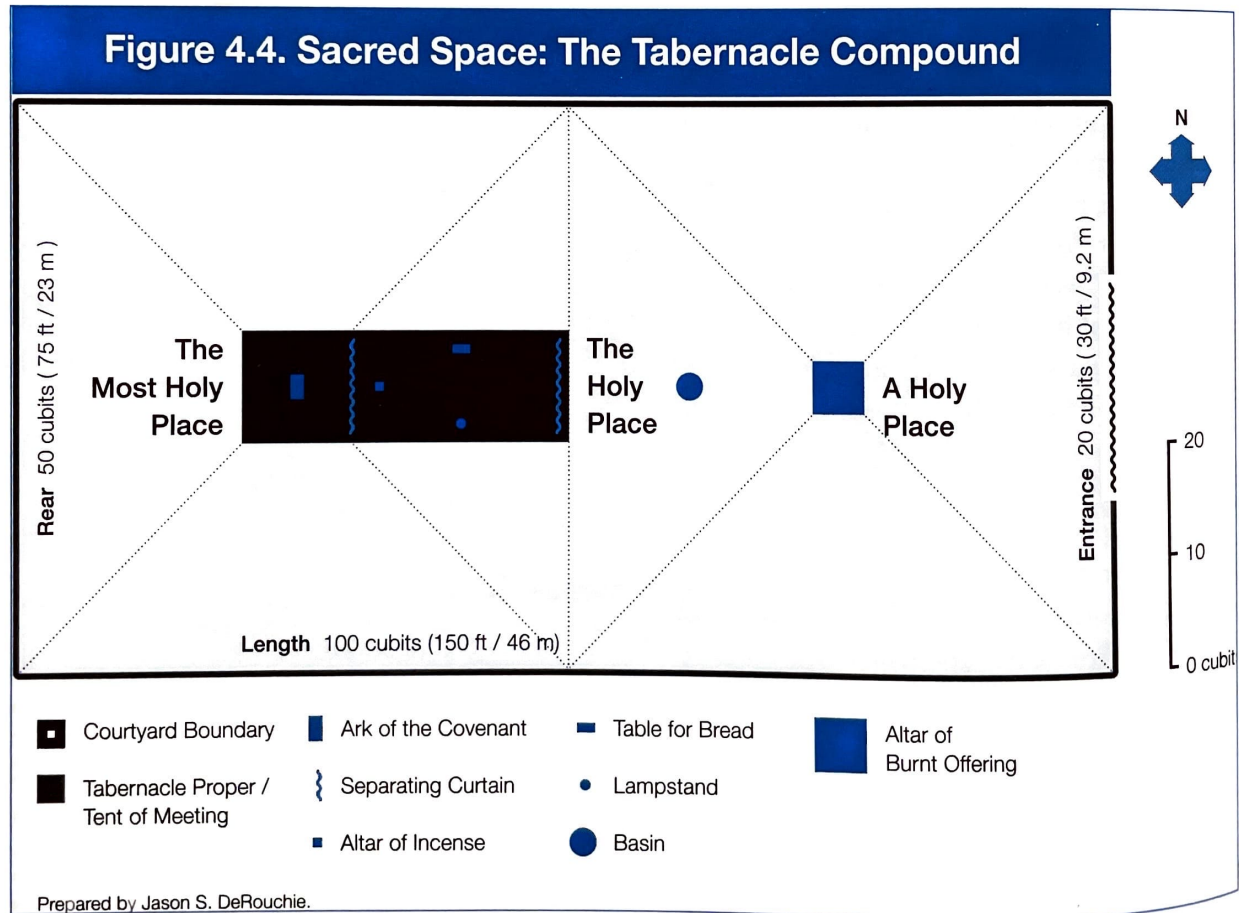 Figure 4.4. Sacred Space: The Tabernacle Compound
N
Rear 50 cubits ( 75 ft / 23 m )
The
Most Holy
Place
The
Holy
Place
A Holy
Place
Entrance 20 cubits ( 30 ft / 9.2 m )
Length 100 cubits (150 ft / 46 m)
20
10
0 cubit
Courtyard Boundary
Tabernacle Proper /
Tent of Meeting
Ark of the Covenant
Separating Curtain
Altar of Incense
Table for Bread
Lampstand
Basin
Altar of
Burnt Offering
Prepared by Jason S. DeRouchie.